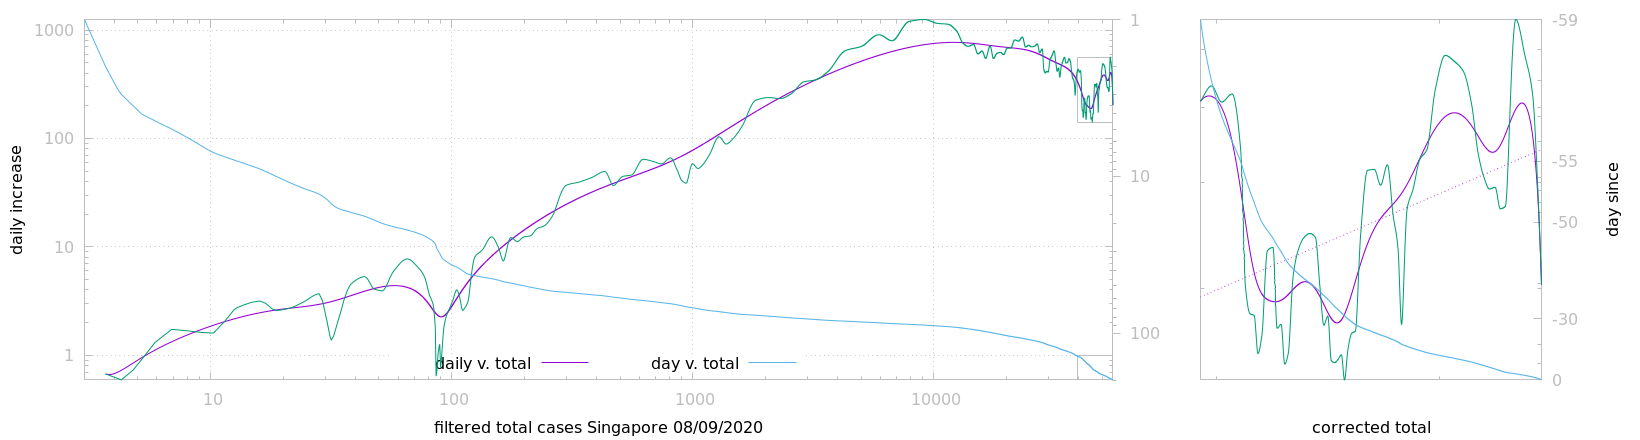 1000
100
10
1
daily increase
10
100
1000
10000
1
10
100
daily v. total
day v. total
filtered total cases Singapore 08/09/2020
-59
-55
-50
-30
0
day since
corrected total